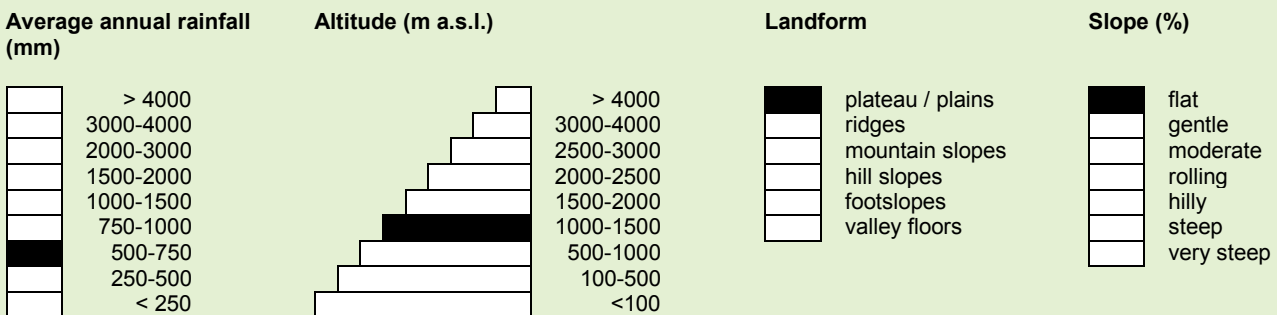 Average annual rainfall
(mm)
> 4000
3000-4000
2000-3000
1500-2000
1000-1500
750-1000
500-750
250-500
< 250
Altitude (m a.s.l.)
> 4000
3000-4000
2500-3000
2000-2500
1500-2000
1000-1500
500-1000
100-500
<100
Landform
plateau / plains
ridges
mountain slopes
hill slopes
footslopes
valley floors
Slope (%)
flat
gentle
moderate
rolling
hilly
steep
very steep